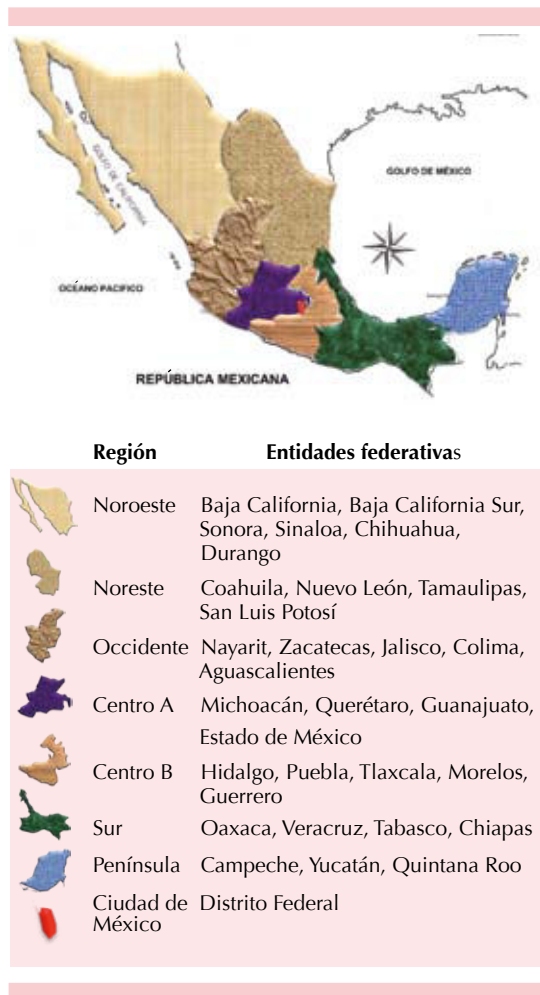 GOLFO DE CALIFORNIA
GOLFO DE MÉXICO
OCÉANO PACIFICO
REPÚBLICA MEXICANA
Región Entidades federativas
Noroeste Baja California, Baja California Sur,
Sonora, Sinaloa, Chihuahua,
Durango
Noreste Coahuila, Nuevo León, Tamaulipas,
San Luis Potosí
Occidente Nayarit, Zacatecas, Jalisco, Colima,
Aguascalientes
Centro A Michoacán, Querétaro, Guanajuato,
Estado de México
Centro B Hidalgo, Puebla, Tlaxcala, Morelos,
Guerrero
Sur Oaxaca, Veracruz, Tabasco, Chiapas
Península Campeche, Yucatán, Quintana Roo
Ciudad de Distrito Federal
México